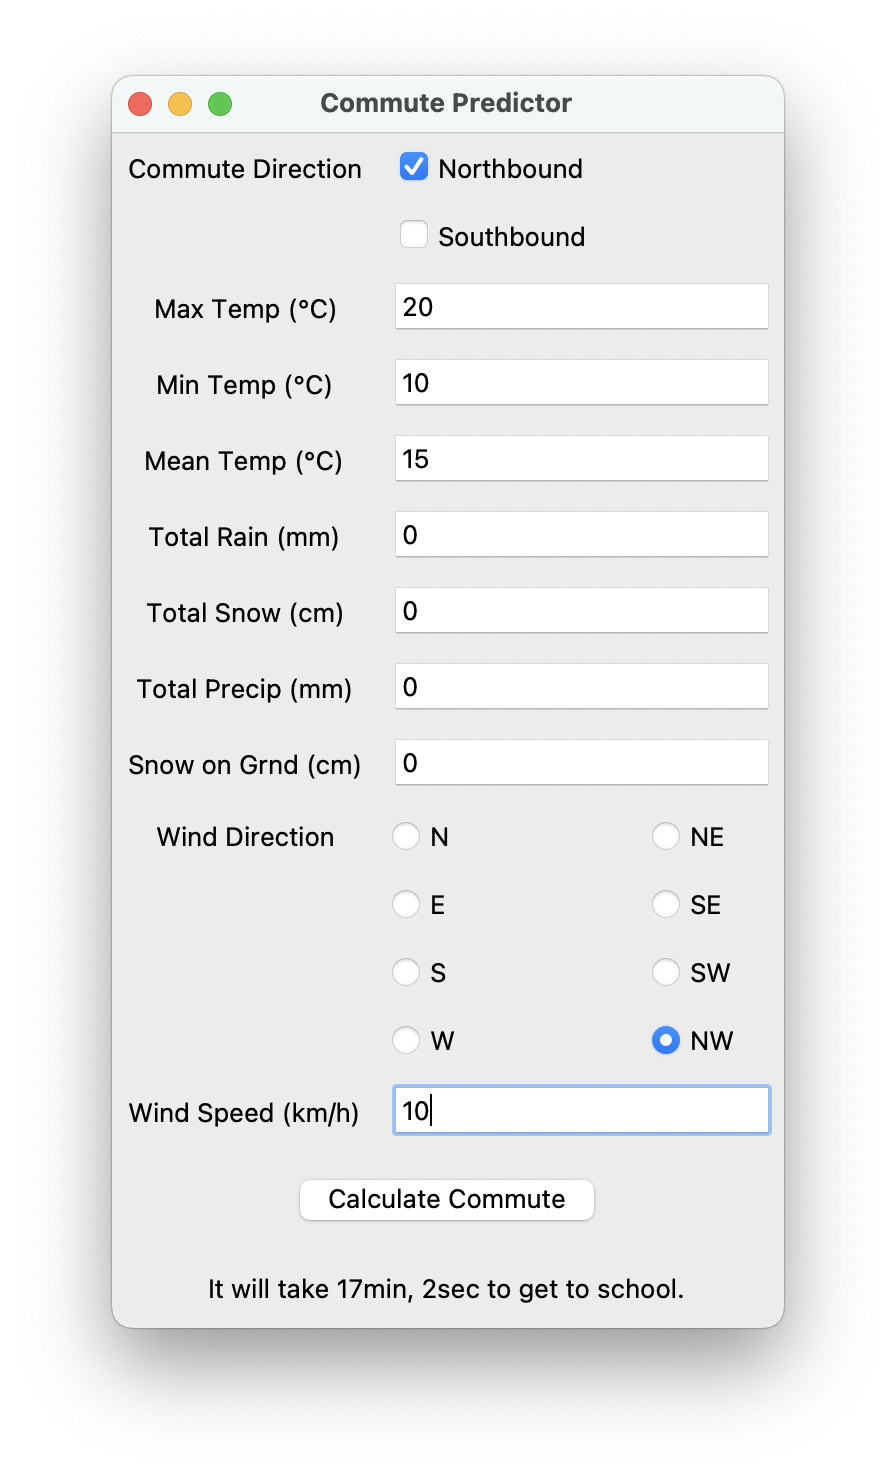 Commute Predictor
Commute Direction Northbound
Southbound
Max Temp (°C) 20
Min Temp (°C) 10
Mean Temp (°C) 15
Total Rain (mm) 0
Total Snow (cm) 0
Total Precip (mm) 0
Snow on Grnd (cm) 0
Wind Direction N NE
E SE
S SW
W NW
Wind Speed (km/h) 10
Calculate Commute
It will take 17min, 2sec to get to school.